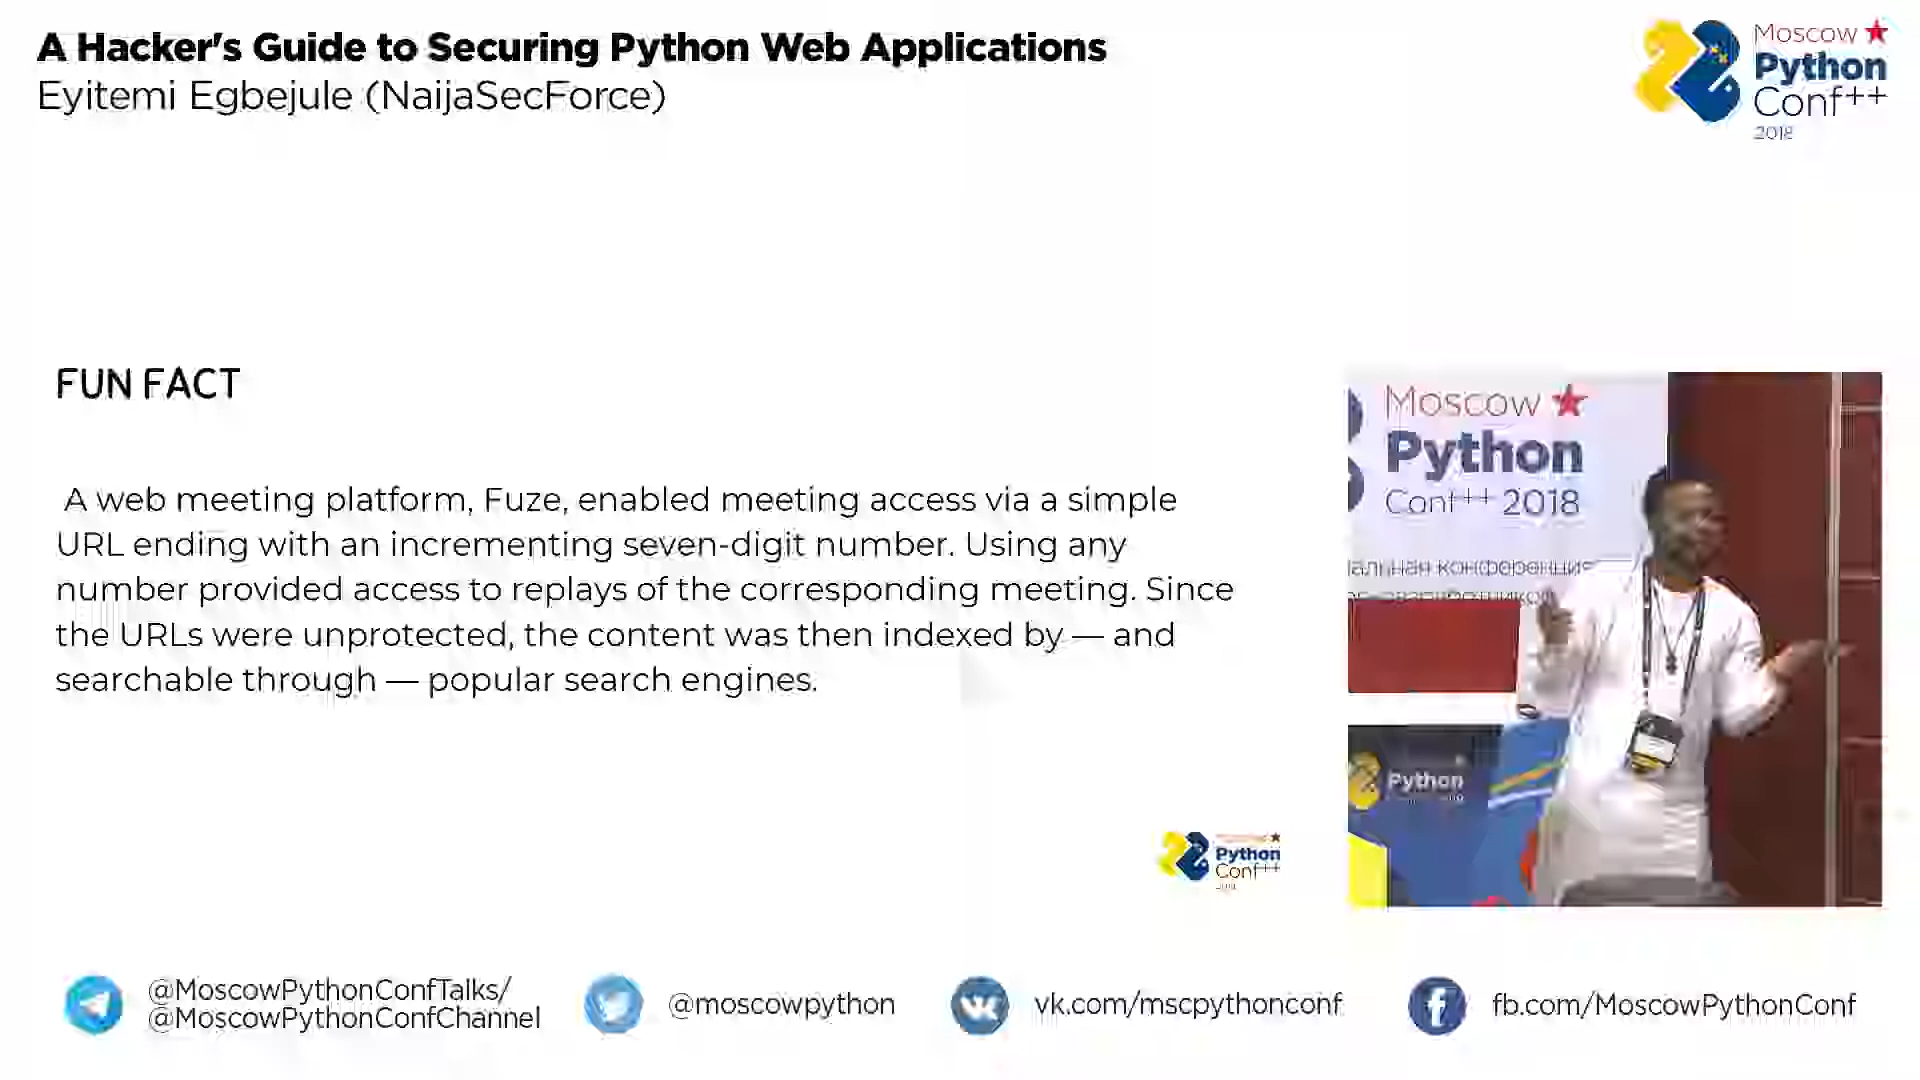 A Hacker's Guide to Securing Python Web Applications
Eyitemi Egbejule (NaijaSecForce)
Moscow
Python
Conf++
2018
FUN FACT
A web meeting platform, Fuze, enabled meeting access via a simple
URL ending with an incrementing seven-digit number. Using any
number provided access to replays of the corresponding meeting. Since
the URLs were unprotected, the content was then indexed by — and
searchable through — popular search engines.
Moscow
Python
Conf++ 2018
конференция
Python
Python
Conf++
@MoscowPythonConfTalks/
@MoscowPythonConfChannel
@moscowpython
vk.com/mscpythonconf
fb.com/MoscowPythonConf